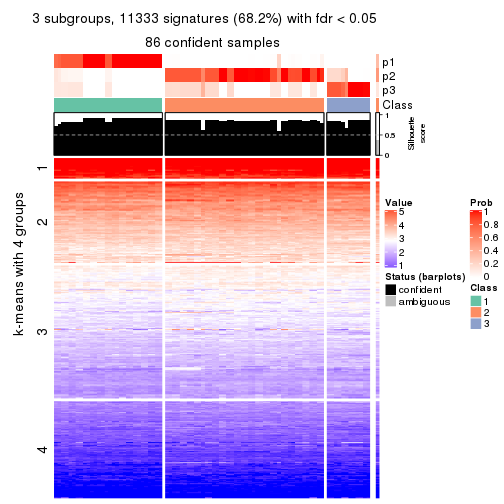 3 subgroups, 11333 signatures (68.2%) with fdr < 0.05
86 confident samples
p1
p2
p3
Class
1
0.5
0
Silhouette
score
k-means with 4 groups
1
2
3
4
Value
5
4
3
2
1
Status (barplots)
confident
ambiguous
Prob
1
0.8
0.6
0.4
0.2
0
Class
1
2
3